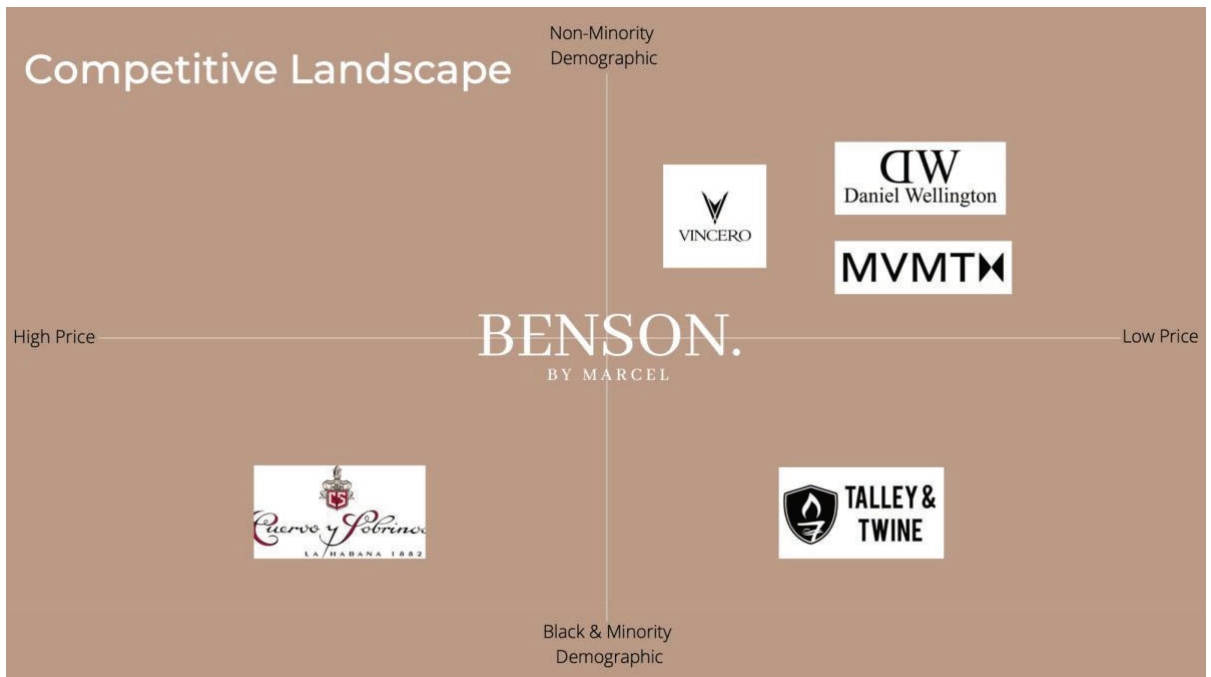 Competitive Landscape
Non-Minority
Demographic
DW
Daniel Wellington
VINCERO
MVMT
High Price
BENSON.
BY MARCEL
Low Price
CS
Cuervo y Sobrinos
LA HABANA 1882
TALLEY &
TWINE
Black & Minority
Demographic